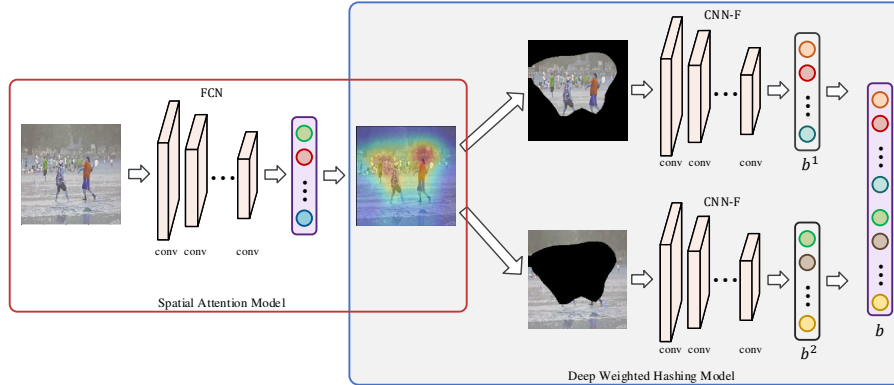 CNN-F
conv
conv
conv
b¹
FCN
conv
conv
conv
Spatial Attention Model
CNN-F
conv
conv
conv
b²
b
Deep Weighted Hashing Model